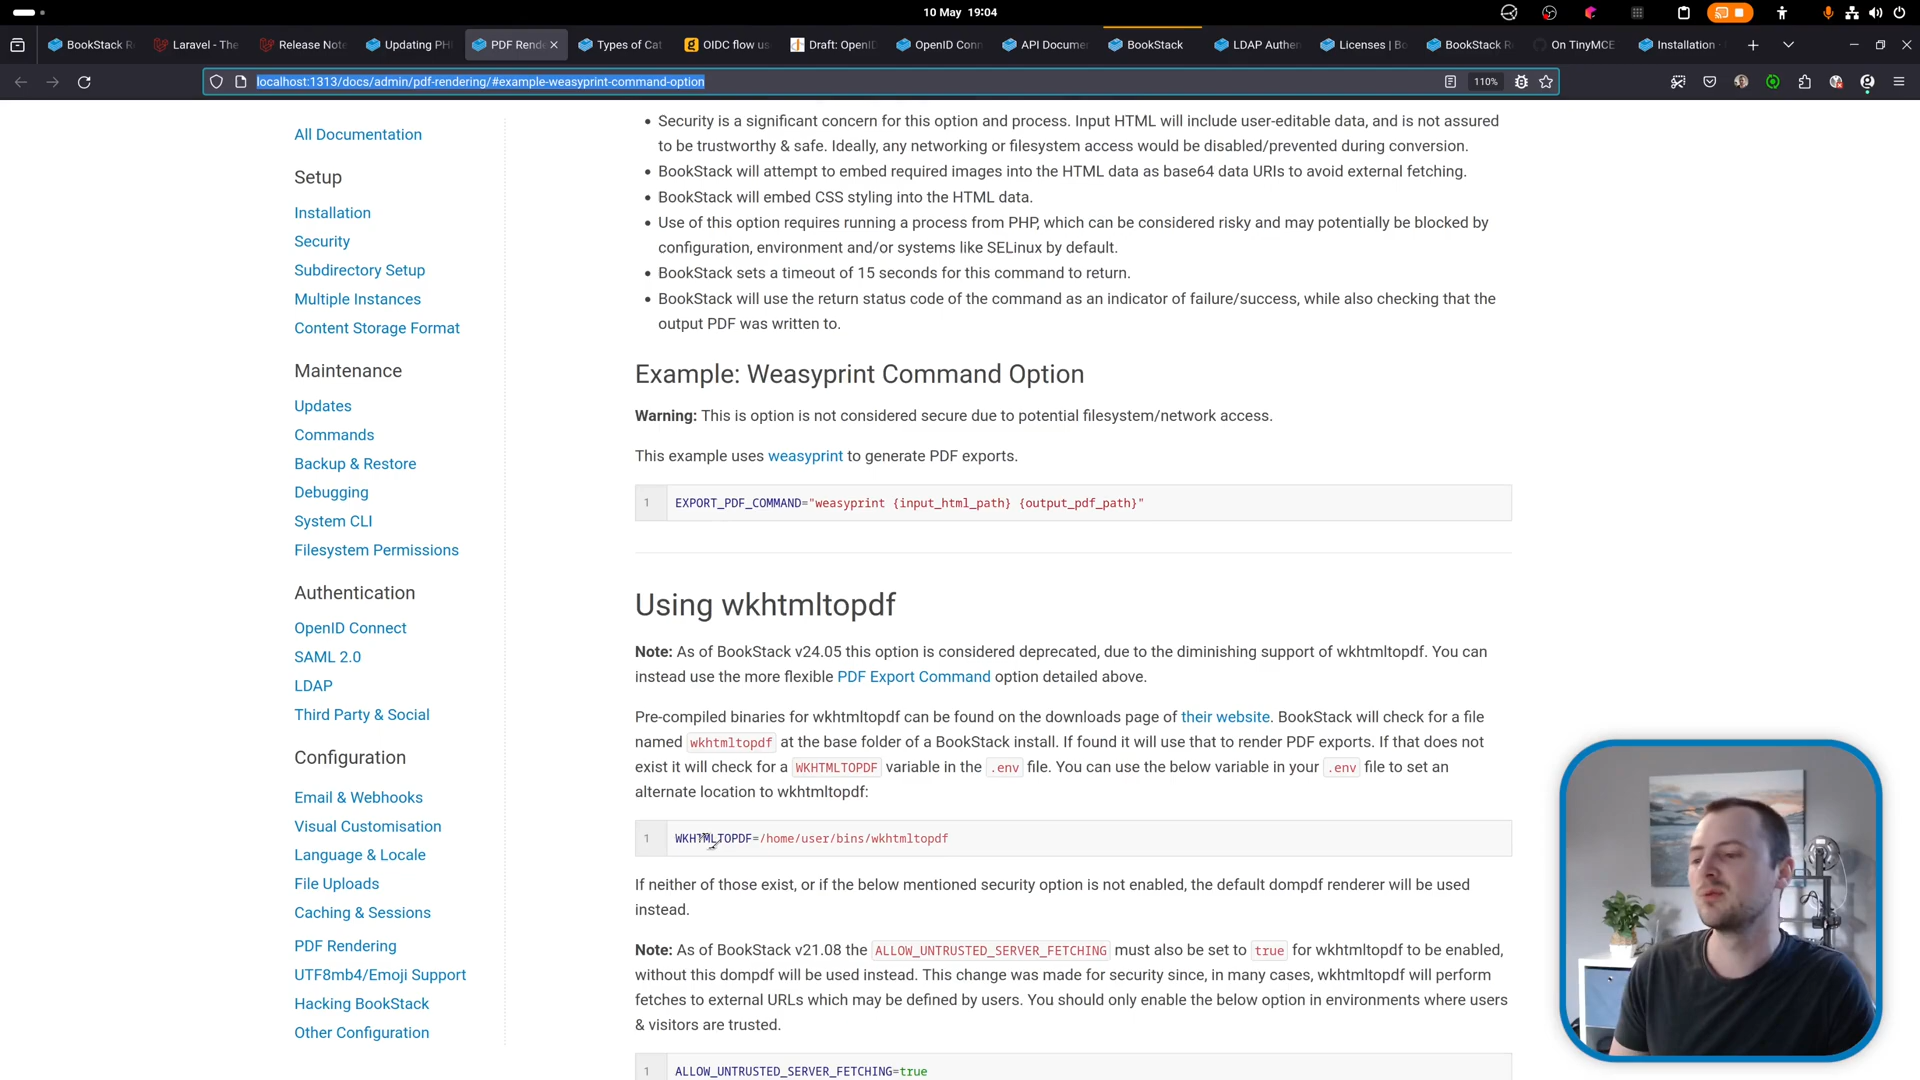 10 May 19:04
BookStack R
Laravel - The
Release Not
Updating PH
PDF Rend
Types of Cat
OIDC flow us
Draft: OpenI
OpenID Conn
API Docume
BookStack
LDAP Authen
Licenses | Bo
BookStack R
On TinyMCE
Installation ·
localhost:1313/docs/admin/pdf-rendering/#example-weasyprint-command-option
110%
All Documentation
Setup
Installation
Security
Subdirectory Setup
Multiple Instances
Content Storage Format
Maintenance
Updates
Commands
Backup & Restore
Debugging
System CLI
Filesystem Permissions
Authentication
OpenID Connect
SAML 2.0
LDAP
Third Party & Social
Configuration
Email & Webhooks
Visual Customisation
Language & Locale
File Uploads
Caching & Sessions
PDF Rendering
UTF8mb4/Emoji Support
Hacking BookStack
Other Configuration
Security is a significant concern for this option and process. Input HTML will include user-editable data, and is not assured
to be trustworthy & safe. Ideally, any networking or filesystem access would be disabled/prevented during conversion.
BookStack will attempt to embed required images into the HTML data as base64 data URIs to avoid external fetching.
BookStack will embed CSS styling into the HTML data.
Use of this option requires running a process from PHP, which can be considered risky and may potentially be blocked by
configuration, environment and/or systems like SELinux by default.
BookStack sets a timeout of 15 seconds for this command to return.
BookStack will use the return status code of the command as an indicator of failure/success, while also checking that the
output PDF was written to.
Example: Weasyprint Command Option
Warning: This is option is not considered secure due to potential filesystem/network access.
This example uses weasyprint to generate PDF exports.
1 EXPORT_PDF_COMMAND="weasyprint {input_html_path} {output_pdf_path}"
Using wkhtmltopdf
Note: As of BookStack v24.05 this option is considered deprecated, due to the diminishing support of wkhtmltopdf. You can
instead use the more flexible PDF Export Command option detailed above.
Pre-compiled binaries for wkhtmltopdf can be found on the downloads page of their website. BookStack will check for a file
named wkhtmltopdf at the base folder of a BookStack install. If found it will use that to render PDF exports. If that does not
exist it will check for a WKHTMLTOPDF variable in the .env file. You can use the below variable in your .env file to set an
alternate location to wkhtmltopdf:
1 WKHTMLTOPDF=/home/user/bins/wkhtmltopdf
If neither of those exist, or if the below mentioned security option is not enabled, the default dompdf renderer will be used
instead.
Note: As of BookStack v21.08 the ALLOW_UNTRUSTED_SERVER_FETCHING must also be set to true for wkhtmltopdf to be enabled,
without this dompdf will be used instead. This change was made for security since, in many cases, wkhtmltopdf will perform
fetches to external URLs which may be defined by users. You should only enable the below option in environments where users
& visitors are trusted.
1 ALLOW_UNTRUSTED_SERVER_FETCHING=true